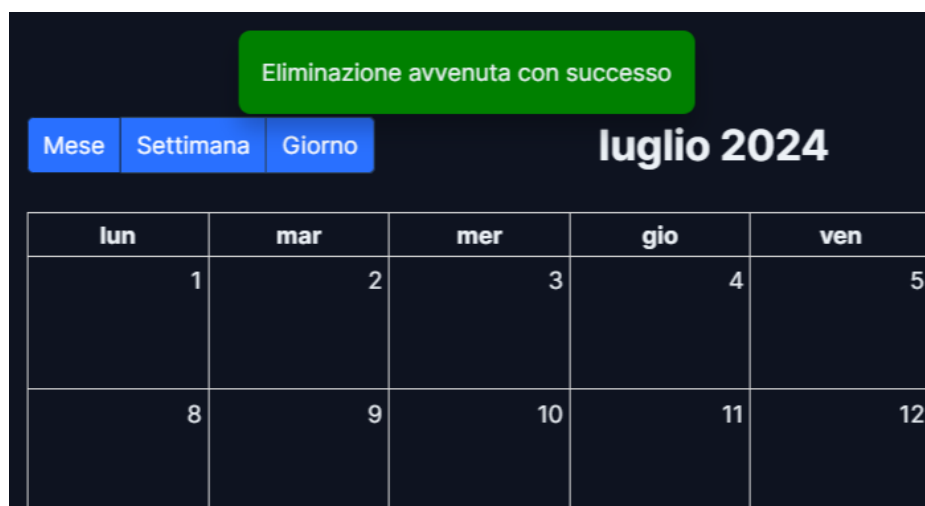 Eliminazione avvenuta con successo
Mese Settimana Giorno
luglio 2024
lun mar mer gio ven
1 2 3 4 5
8 9 10 11 12